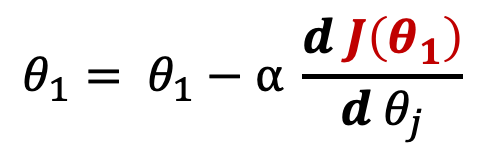 θ₁ = θ₁ − α d J(θ₁) / d θⱼ